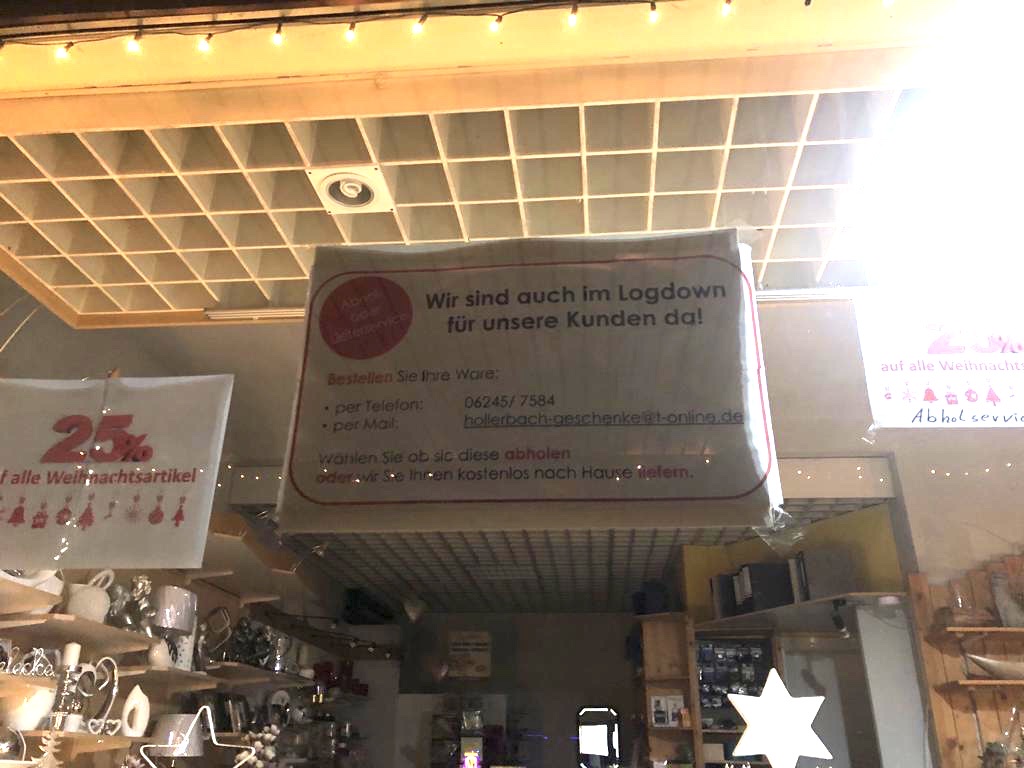 Abhol-
oder
Lieferservice
Wir sind auch im Logdown
für unsere Kunden da!
Bestellen Sie Ihre Ware:
• per Telefon: 06245/ 7584
• per Mail: hollerbach-geschenke@t-online.de
Wählen Sie ob sie diese abholen
oder wir Sie Ihnen kostenlos nach Hause liefern.
25%
auf alle Weihnachtsartikel
auf alle Weihnachts
Abholservic